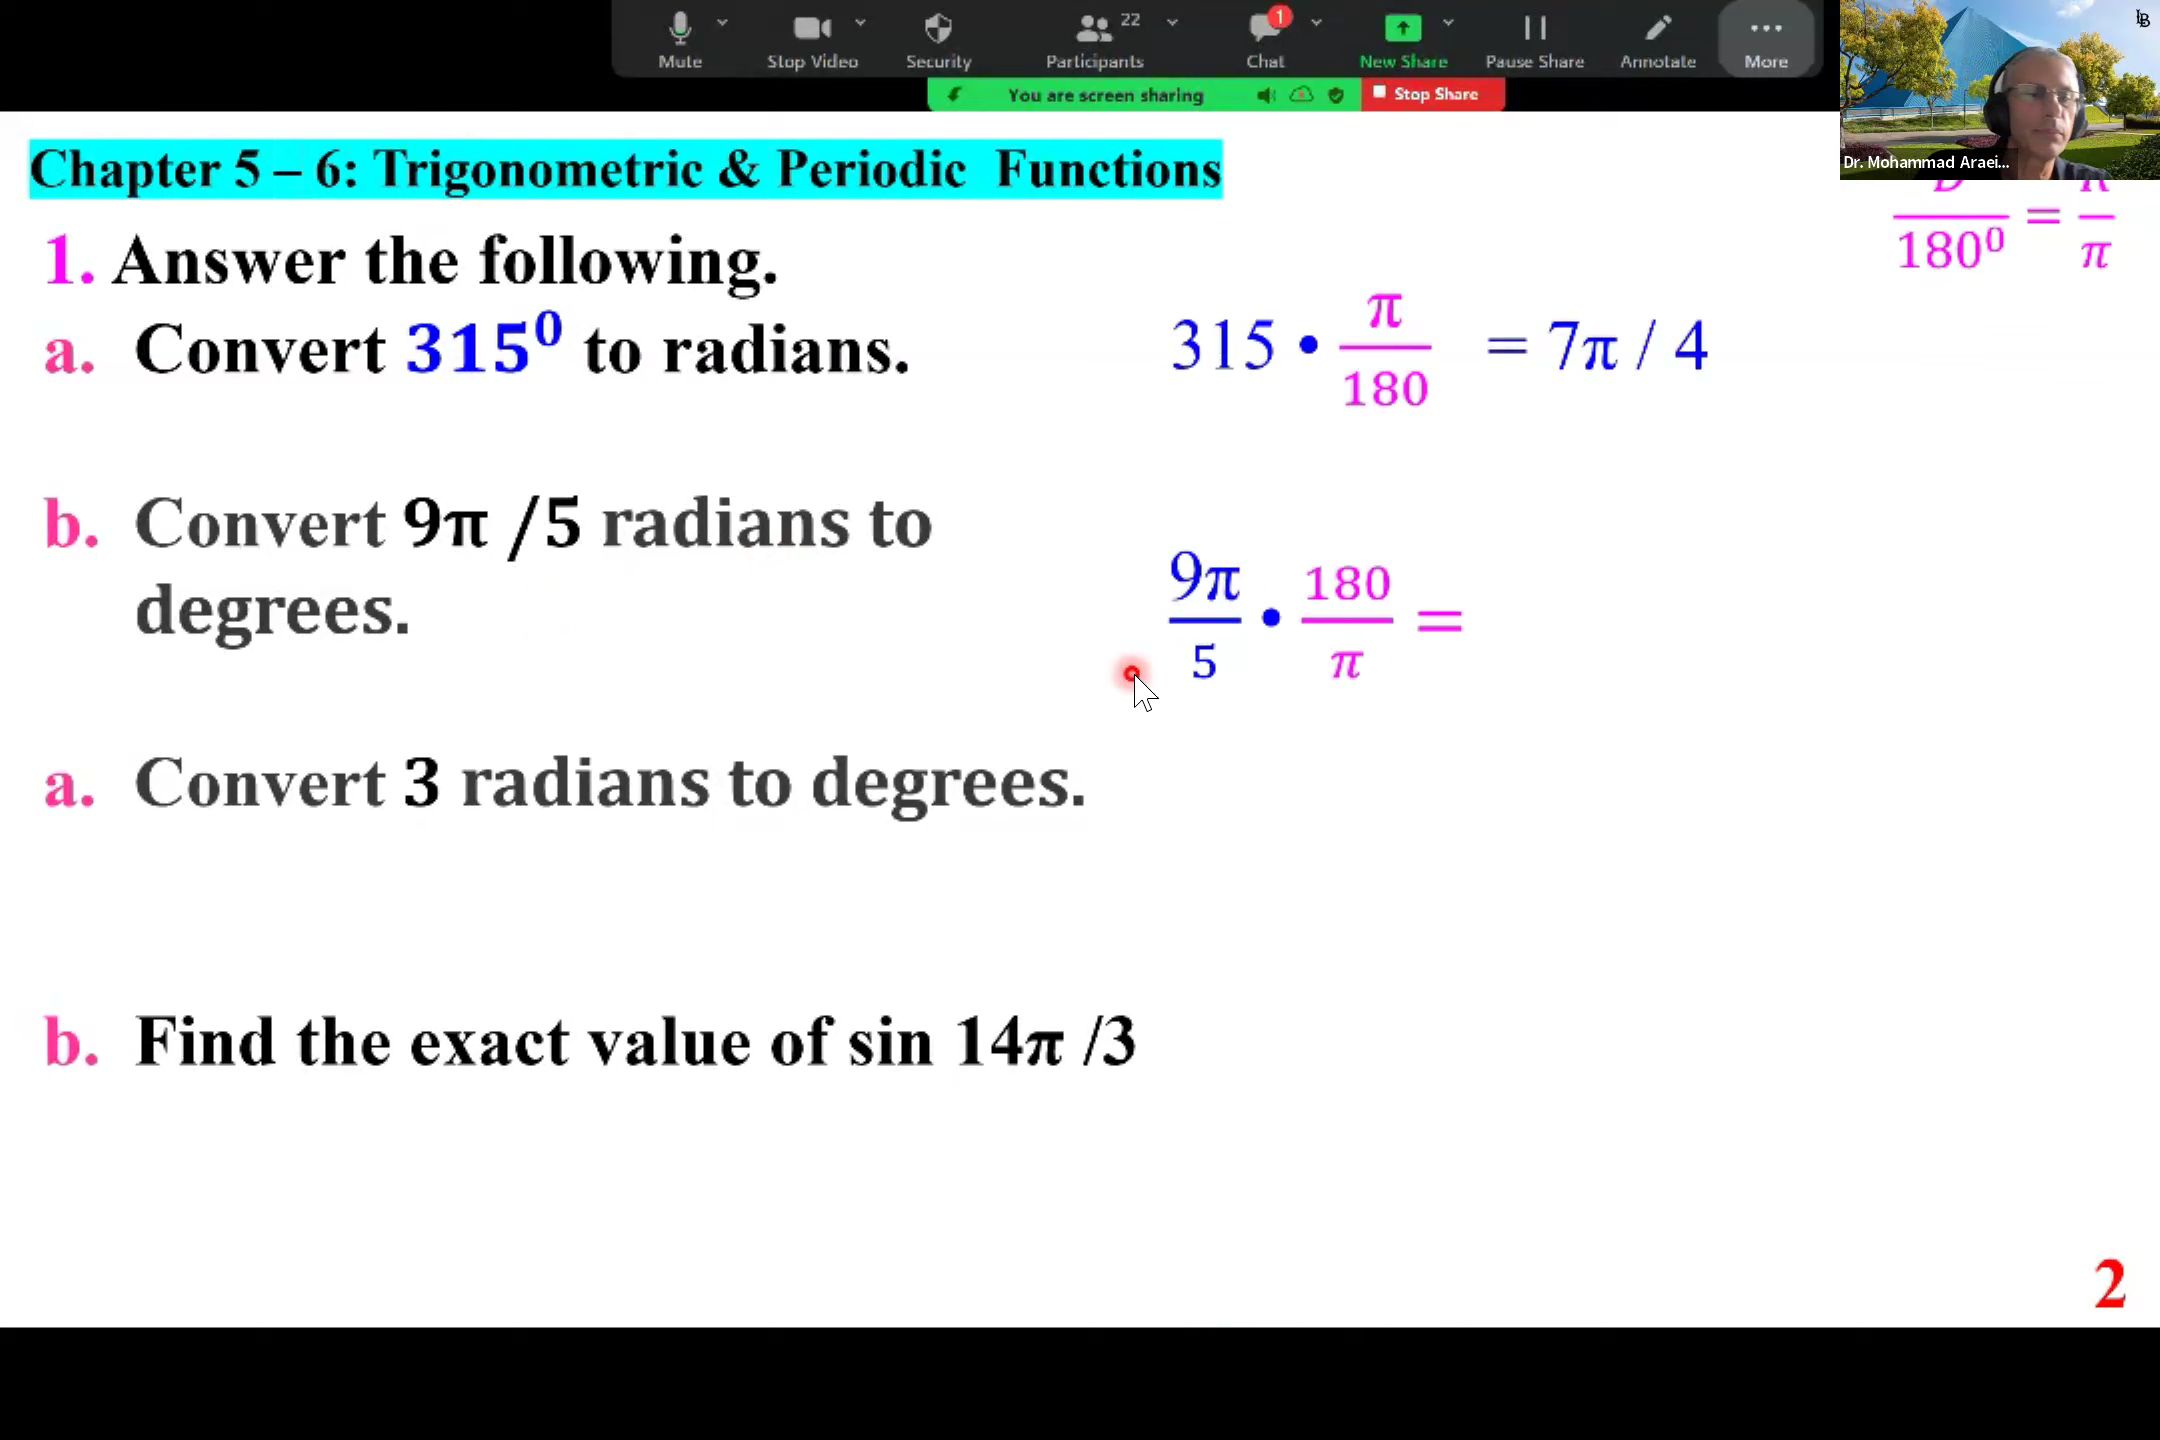 Mute
Stop Video
Security
Participants 22
Chat 1
New Share
Pause Share
Annotate
More
You are screen sharing
Stop Share
LB
Dr. Mohammad Araei...
Chapter 5 – 6: Trigonometric & Periodic Functions
D/180⁰ = R/π
1. Answer the following.
a. Convert 315⁰ to radians.
315 • π/180 = 7π / 4
b. Convert 9π /5 radians to
degrees.
9π/5 • 180/π =
a. Convert 3 radians to degrees.
b. Find the exact value of sin 14π /3
2